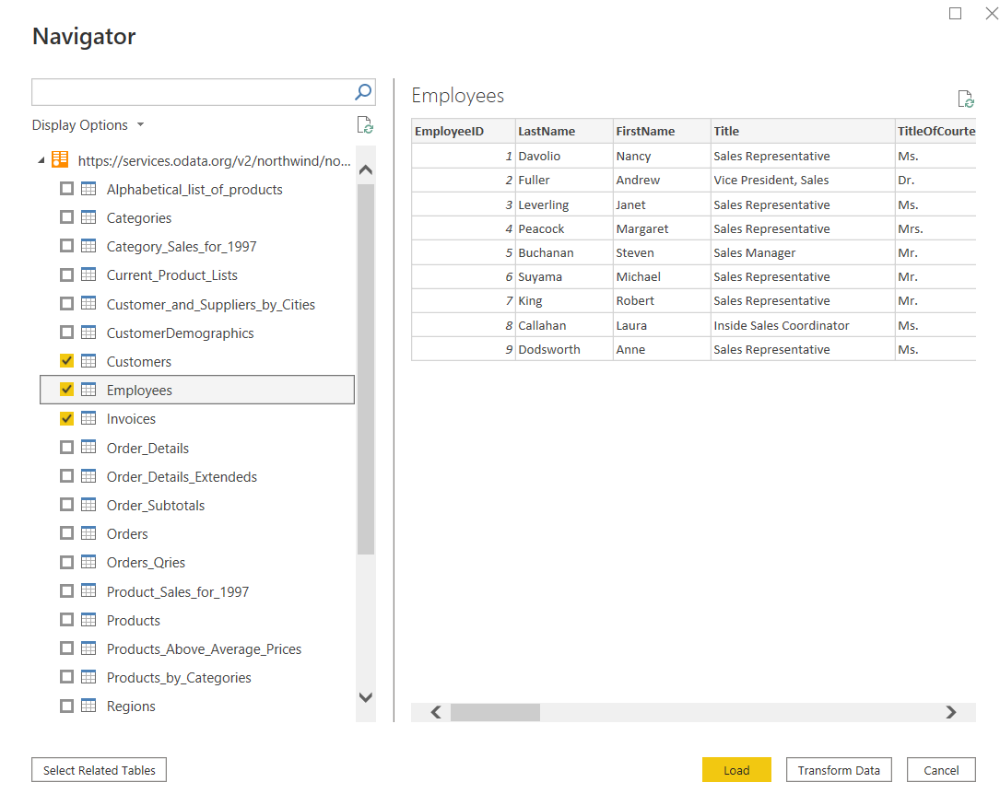 Navigator
Display Options
https://services.odata.org/v2/northwind/no...
Alphabetical_list_of_products
Categories
Category_Sales_for_1997
Current_Product_Lists
Customer_and_Suppliers_by_Cities
CustomerDemographics
Customers
Employees
Invoices
Order_Details
Order_Details_Extendeds
Order_Subtotals
Orders
Orders_Qries
Product_Sales_for_1997
Products
Products_Above_Average_Prices
Products_by_Categories
Regions
Employees
EmployeeID LastName FirstName Title TitleOfCourte
1 Davolio Nancy Sales Representative Ms.
2 Fuller Andrew Vice President, Sales Dr.
3 Leverling Janet Sales Representative Ms.
4 Peacock Margaret Sales Representative Mrs.
5 Buchanan Steven Sales Manager Mr.
6 Suyama Michael Sales Representative Mr.
7 King Robert Sales Representative Mr.
8 Callahan Laura Inside Sales Coordinator Ms.
9 Dodsworth Anne Sales Representative Ms.
Select Related Tables
Load
Transform Data
Cancel